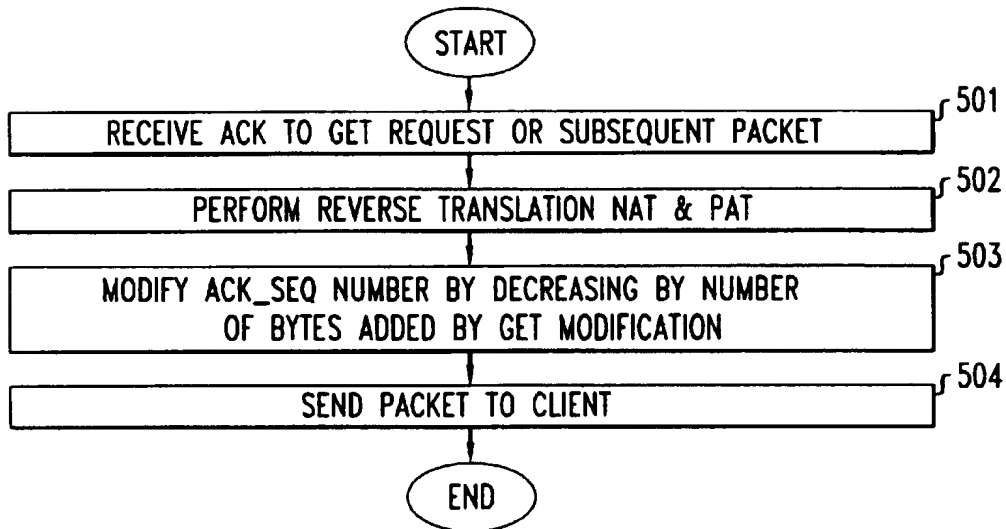 START
501
RECEIVE ACK TO GET REQUEST OR SUBSEQUENT PACKET
502
PERFORM REVERSE TRANSLATION NAT & PAT
503
MODIFY ACK_SEQ NUMBER BY DECREASING BY NUMBER
OF BYTES ADDED BY GET MODIFICATION
504
SEND PACKET TO CLIENT
END